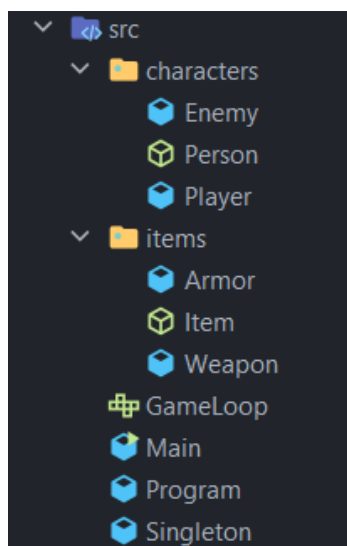 src
characters
Enemy
Person
Player
items
Armor
Item
Weapon
GameLoop
Main
Program
Singleton